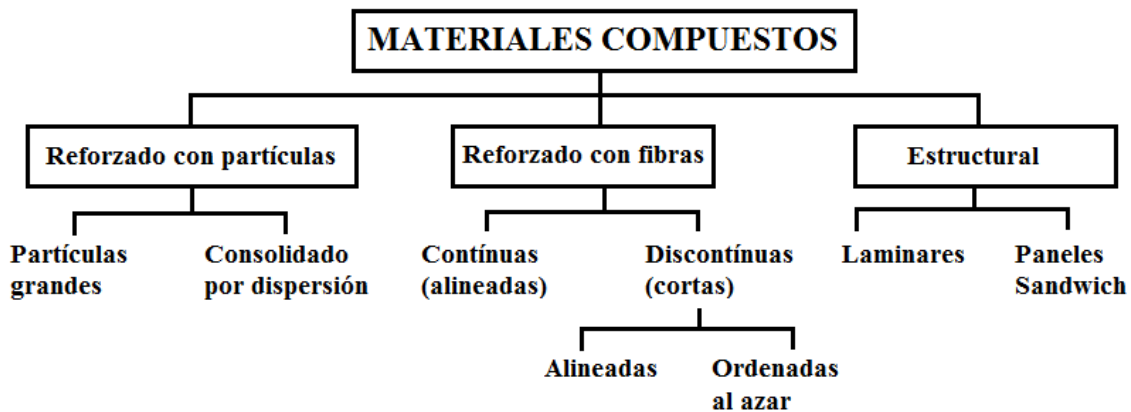 MATERIALES COMPUESTOS
Reforzado con partículas
Reforzado con fibras
Estructural
Partículas
grandes
Consolidado
por dispersión
Contínuas
(alineadas)
Discontínuas
(cortas)
Laminares
Paneles
Sandwich
Alineadas
Ordenadas
al azar